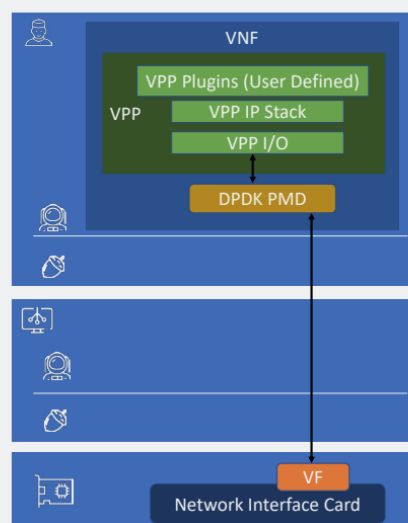 VNF
VPP Plugins (User Defined)
VPP
VPP IP Stack
VPP I/O
DPDK PMD
VF
Network Interface Card